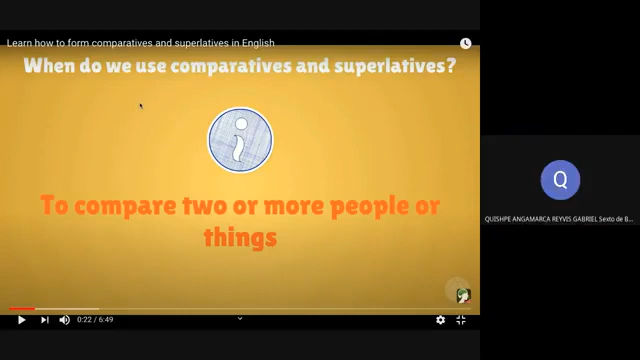 Learn how to form comparatives and superlatives in English
When do we use comparatives and superlatives?
i
To compare two or more people or
things
Q
QUISHPE ANGAMARCA REYVIS GABRIEL Sexto de B...
0:22 / 6:49